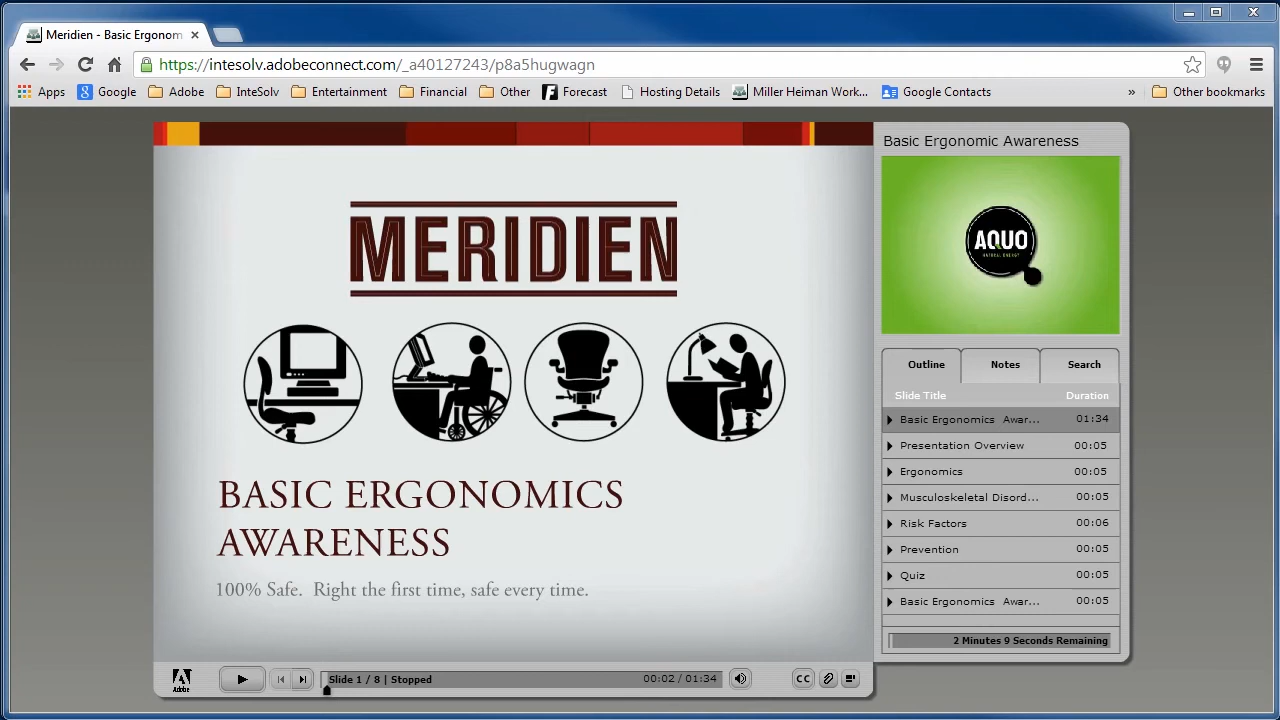 Meridien - Basic Ergonom
https://intesolv.adobeconnect.com/_a40127243/p8a5hugwagn
Apps Google Adobe InteSolv Entertainment Financial Other Forecast Hosting Details Miller Heiman Work... Google Contacts » Other bookmarks
MERIDIEN
BASIC ERGONOMICS
AWARENESS
100% Safe. Right the first time, safe every time.
Adobe
Slide 1 / 8 | Stopped 00:02 / 01:34
CC
Basic Ergonomic Awareness
AQUO
NATURAL ENERGY
Outline Notes Search
Slide Title Duration
Basic Ergonomics Awar... 01:34
Presentation Overview 00:05
Ergonomics 00:05
Musculoskeletal Disord... 00:05
Risk Factors 00:06
Prevention 00:05
Quiz 00:05
Basic Ergonomics Awar... 00:05
2 Minutes 9 Seconds Remaining